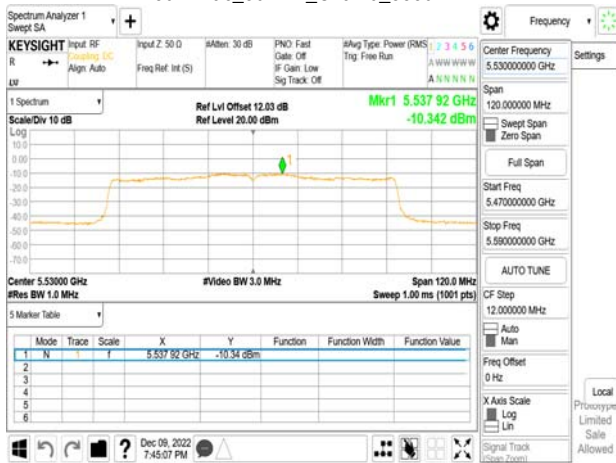 Spectrum Analyzer 1
Swept SA
+
Frequency
Settings
KEYSIGHT
R
LW
Input: RF
Coupling: DC
Align: Auto
Input Z: 50 Ω
Freq Ref: Int (S)
#Atten: 30 dB
PNO: Fast
Gate: Off
IF Gain: Low
Sig Track: Off
#Avg Type: Power (RMS
Trig: Free Run
1 2 3 4 5 6
A W W W W W
A N N N N N
1 Spectrum
Scale/Div 10 dB
Ref Lvl Offset 12.03 dB
Ref Level 20.00 dBm
Mkr1 5.537 92 GHz
-10.342 dBm
Log
10.0
0.00
-10.0
-20.0
-30.0
-40.0
-50.0
-60.0
-70.0
1
Center 5.53000 GHz
#Res BW 1.0 MHz
#Video BW 3.0 MHz
Span 120.0 MHz
Sweep 1.00 ms (1001 pts)
5 Marker Table
Mode Trace Scale X Y Function Function Width Function Value
1 N 1 f 5.537 92 GHz -10.34 dBm
2
3
4
5
6
Center Frequency
5.530000000 GHz
Span
120.000000 MHz
Swept Span
Zero Span
Full Span
Start Freq
5.470000000 GHz
Stop Freq
5.590000000 GHz
AUTO TUNE
CF Step
12.000000 MHz
Auto
Man
Freq Offset
0 Hz
X Axis Scale
Log
Lin
Signal Track
(Span Zoom)
Local
Prototype
Limited
Sale
Allowed
?
Dec 09, 2022
7:45:07 PM